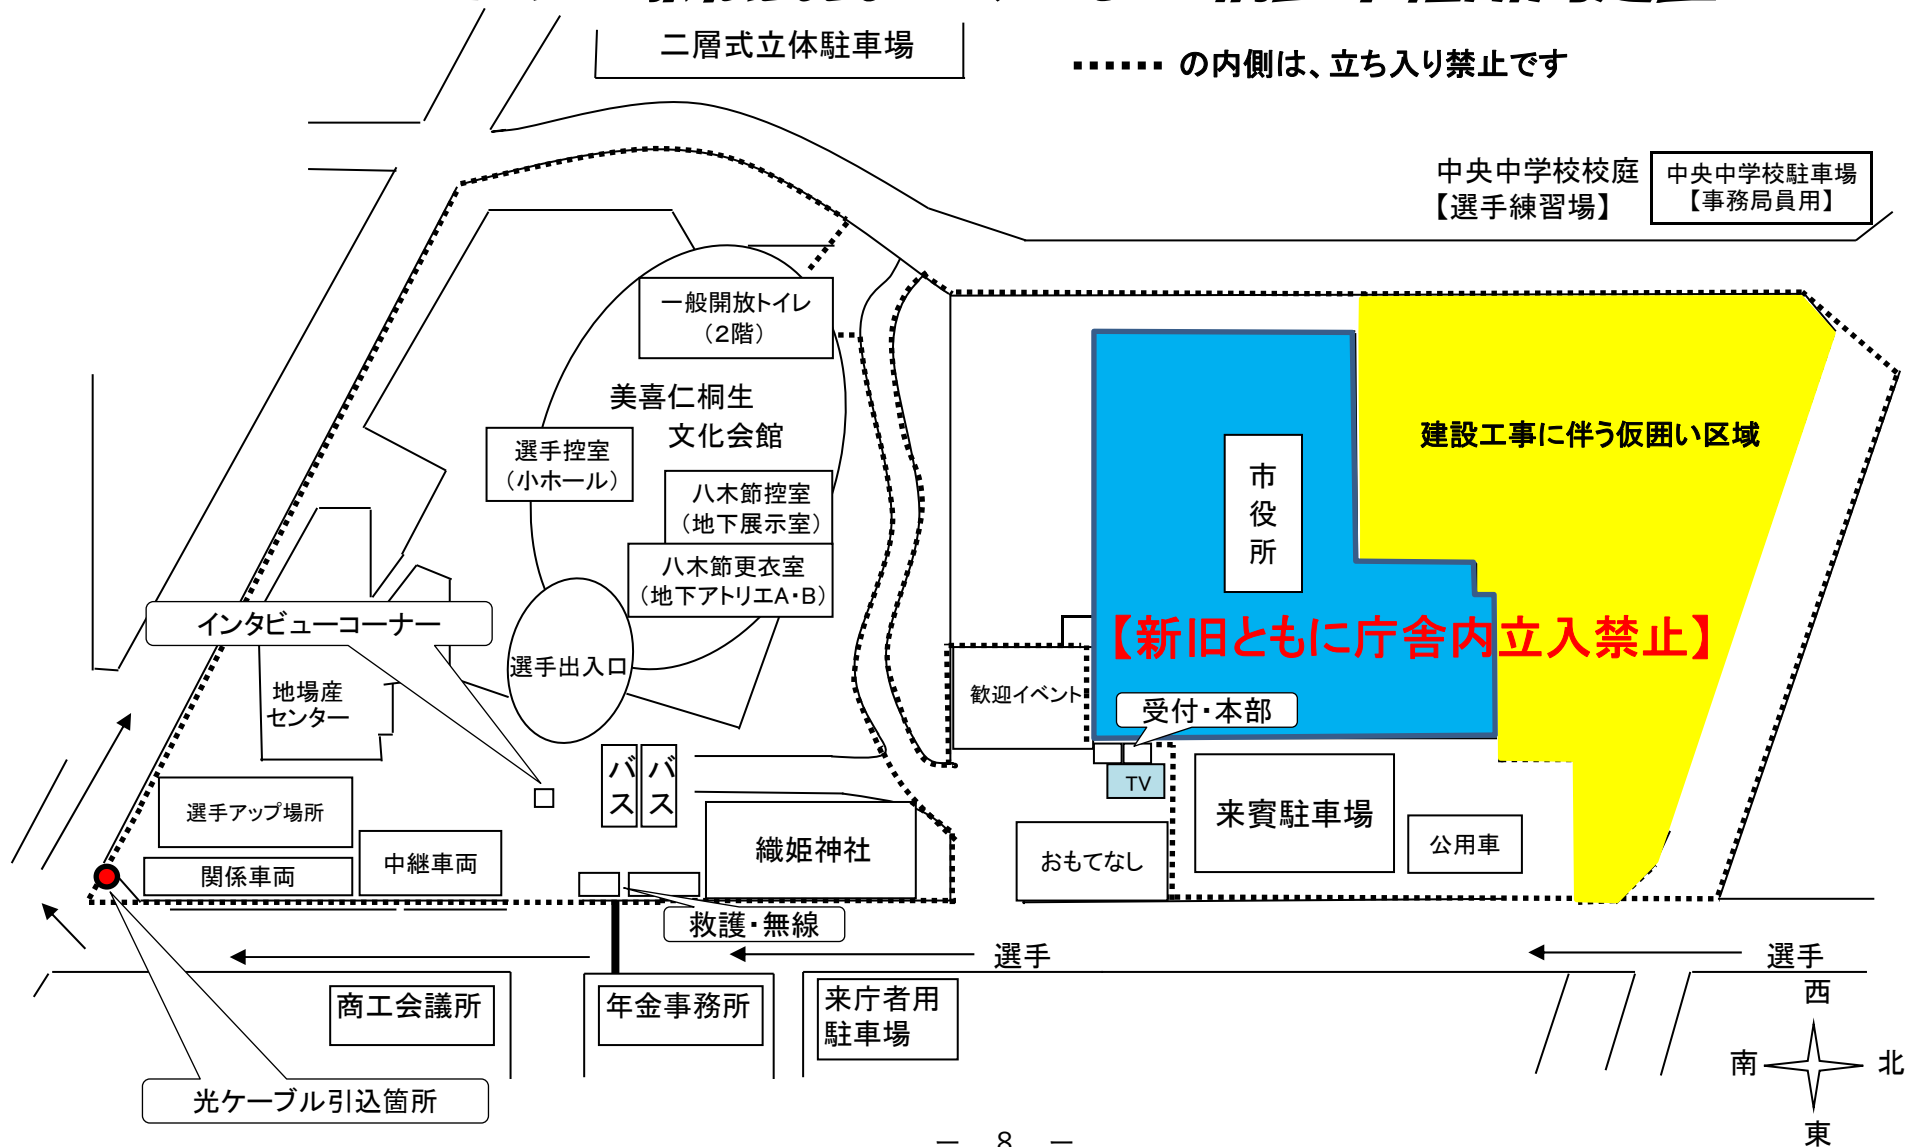 二層式立体駐車場
の内側は、立ち入り禁止です
中央中学校校庭
【選手練習場】
中央中学校駐車場
【事務局員用】
一般開放トイレ
（2階）
美喜仁桐生
文化会館
選手控室
（小ホール）
八木節控室
（地下展示室）
八木節更衣室
（地下アトリエA・B）
建設工事に伴う仮囲い区域
市役所
【新旧ともに庁舎内立入禁止】
インタビューコーナー
選手出入口
地場産
センター
歓迎イベント
受付・本部
TV
バス
バス
選手アップ場所
関係車両
中継車両
織姫神社
おもてなし
来賓駐車場
公用車
救護・無線
選手
選手
商工会議所
年金事務所
来庁者用
駐車場
光ケーブル引込箇所
西
南
北
東
－ 8 －